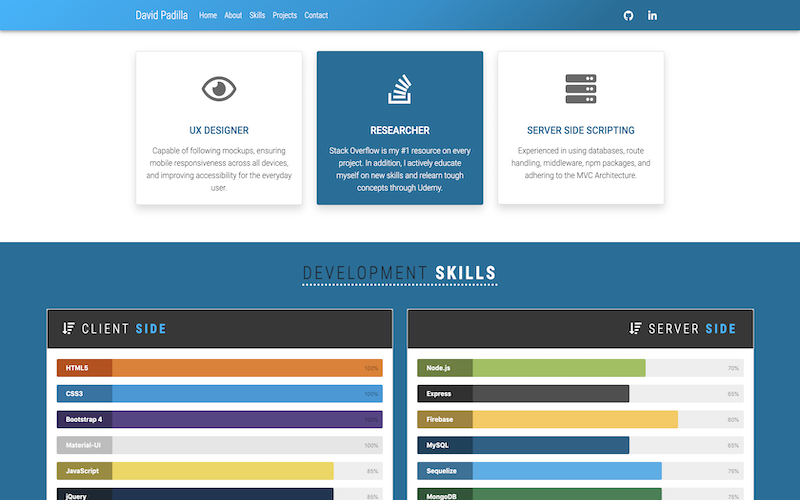 David Padilla
Home About Skills Projects Contact
UX DESIGNER
Capable of following mockups, ensuring
mobile responsiveness across all devices,
and improving accessibility for the everyday
user.
RESEARCHER
Stack Overflow is my #1 resource on every
project. In addition, I actively educate
myself on new skills and relearn tough
concepts through Udemy.
SERVER SIDE SCRIPTING
Experienced in using databases, route
handling, middleware, npm packages, and
adhering to the MVC Architecture.
DEVELOPMENT SKILLS
CLIENT SIDE
HTML5 100%
CSS3 100%
Bootstrap 4 100%
Material-UI 100%
JavaScript 85%
jQuery 85%
SERVER SIDE
Node.js 70%
Express 65%
Firebase 80%
MySQL 65%
Sequelize 75%
MongoDB 75%